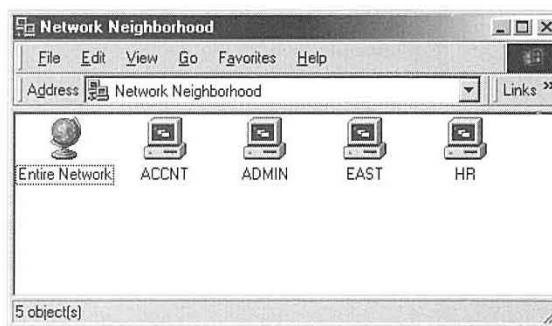 Network Neighborhood
File Edit View Go Favorites Help
Address Network Neighborhood Links »
Entire Network ACCNT ADMIN EAST HR
5 object(s)